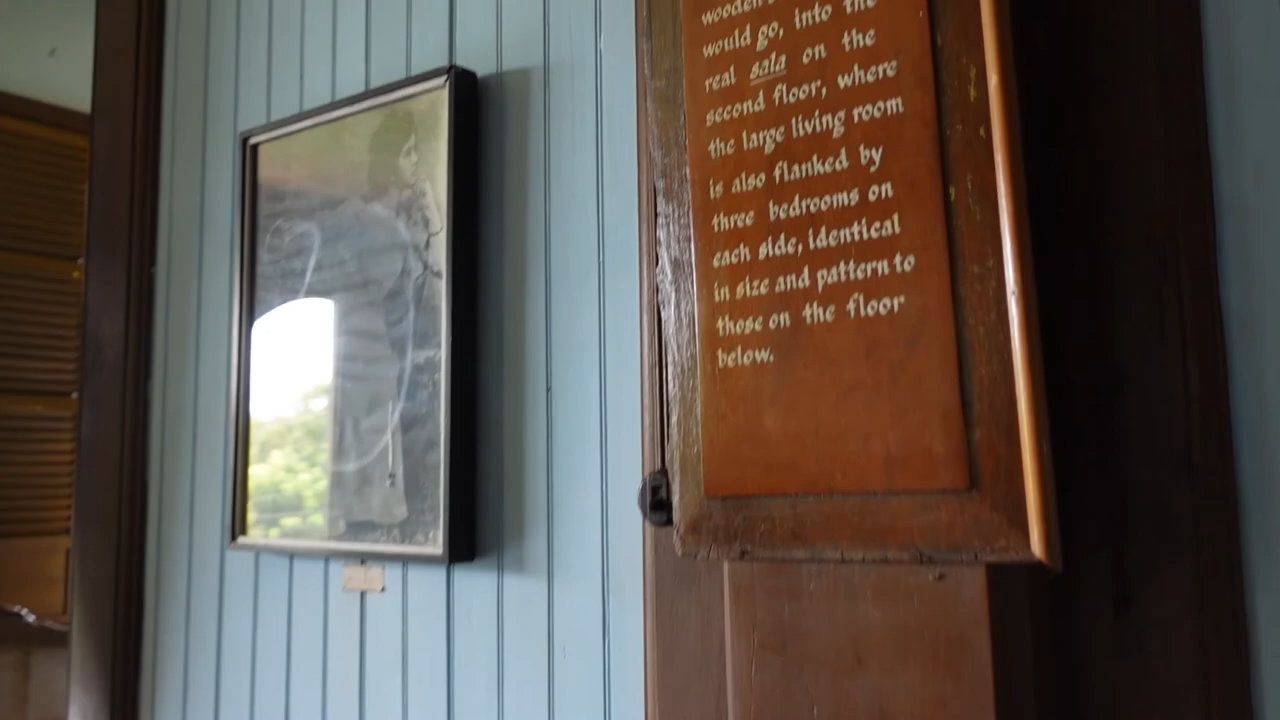 wooden
would go, into the
real sala on the
second floor, where
the large living room
is also flanked by
three bedrooms on
each side, identical
in size and pattern to
those on the floor
below.